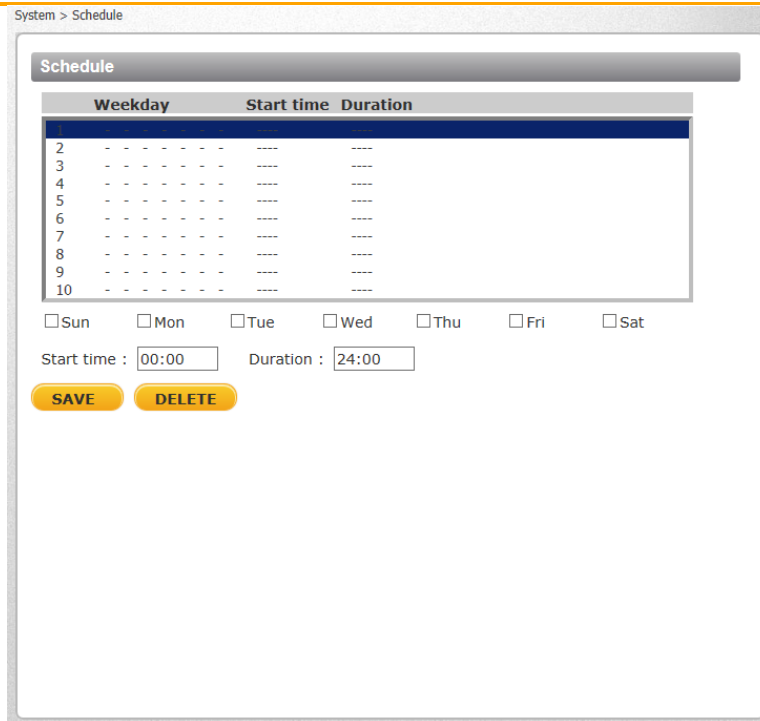 System > Schedule
Schedule
Weekday Start time Duration
1 - - - - - - - ---- ----
2 - - - - - - - ---- ----
3 - - - - - - - ---- ----
4 - - - - - - - ---- ----
5 - - - - - - - ---- ----
6 - - - - - - - ---- ----
7 - - - - - - - ---- ----
8 - - - - - - - ---- ----
9 - - - - - - - ---- ----
10 - - - - - - - ---- ----
Sun Mon Tue Wed Thu Fri Sat
Start time : 00:00 Duration : 24:00
SAVE DELETE